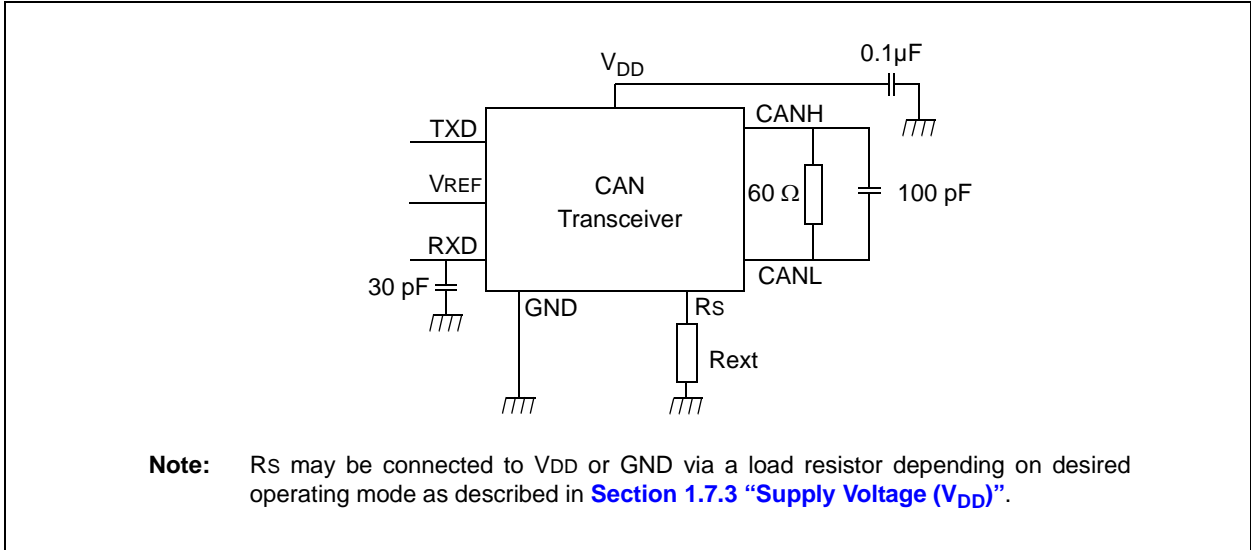 0.1µF
VDD
CANH
TXD
VREF
CAN
Transceiver
60 Ω
100 pF
RXD
CANL
30 pF
GND
RS
Rext
Note: RS may be connected to VDD or GND via a load resistor depending on desired
operating mode as described in Section 1.7.3 “Supply Voltage (VDD)”.